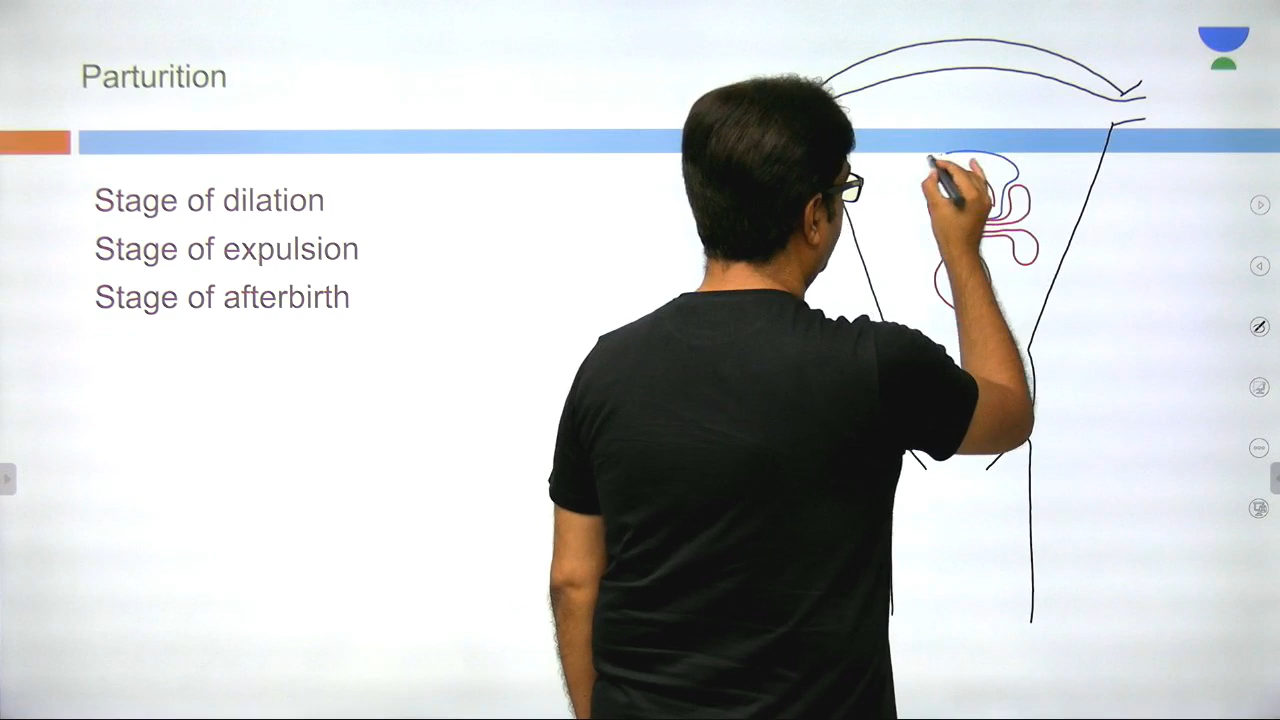 Parturition
Stage of dilation
Stage of expulsion
Stage of afterbirth